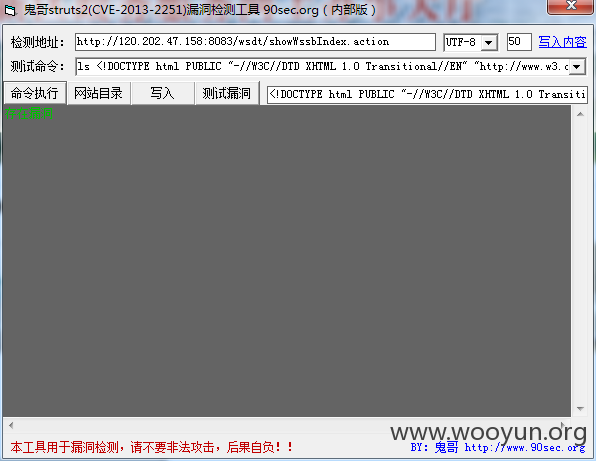 鬼哥struts2(CVE-2013-2251)漏洞检测工具 90sec.org（内部版）
检测地址： http://120.202.47.158:8083/wsdt/showWssbIndex.action UTF-8 50 写入内容
测试命令： ls <!DOCTYPE html PUBLIC "-//W3C//DTD XHTML 1.0 Transitional//EN" "http://www.w3.o
命令执行 网站目录 写入 测试漏洞 <!DOCTYPE html PUBLIC "-//W3C//DTD XHTML 1.0 Transiti
存在漏洞
www.wooyun.org
本工具用于漏洞检测，请不要非法攻击，后果自负！！ BY: 鬼哥 http://www.90sec.org